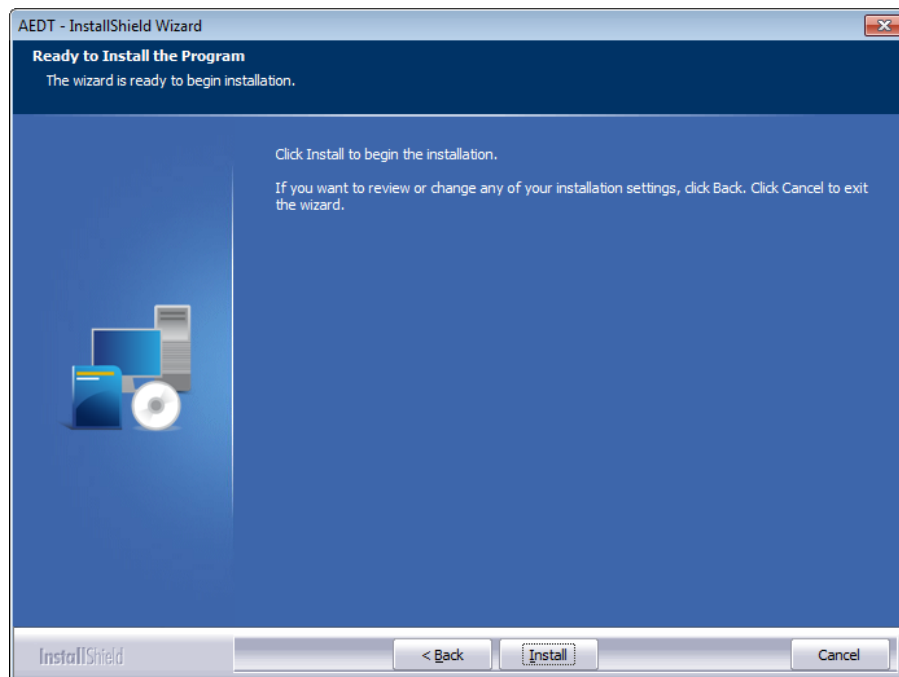 AEDT - InstallShield Wizard
Ready to Install the Program
The wizard is ready to begin installation.
Click Install to begin the installation.
If you want to review or change any of your installation settings, click Back. Click Cancel to exit
the wizard.
InstallShield
< Back
Install
Cancel